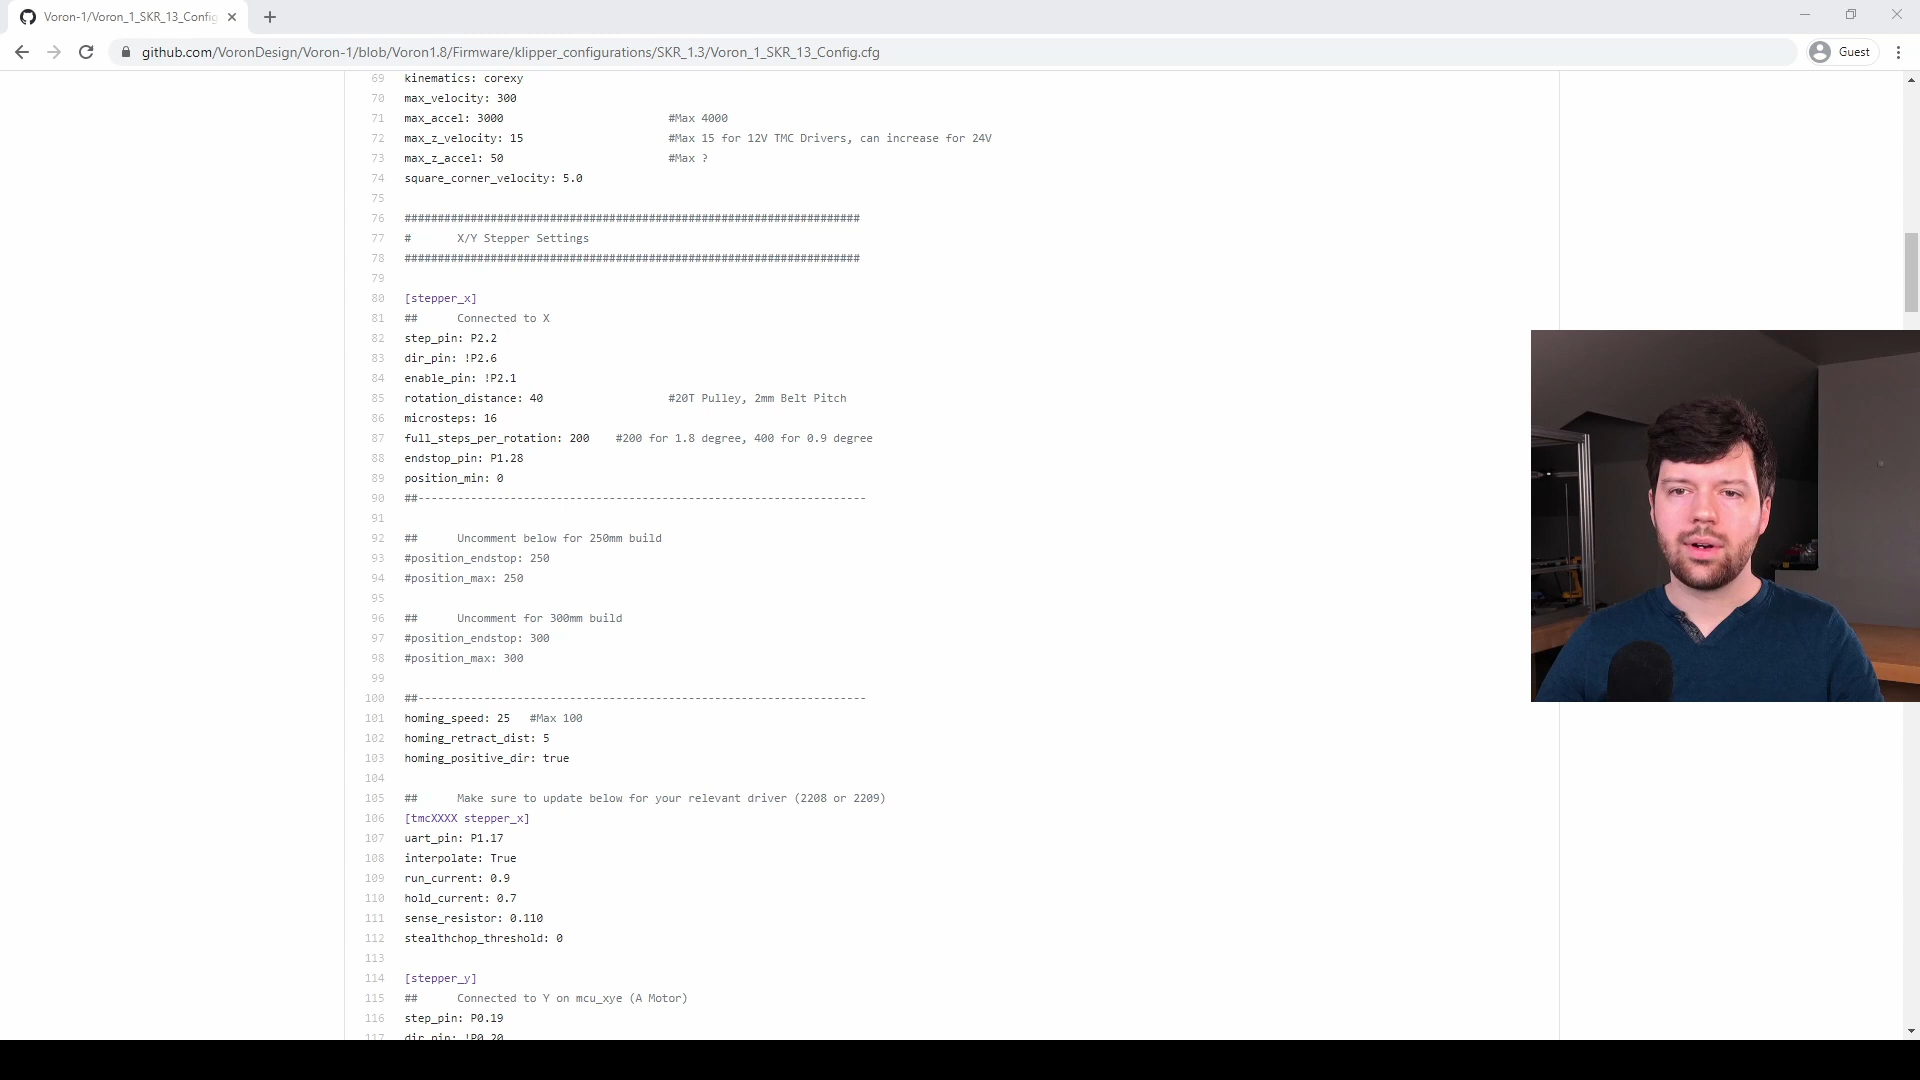 Voron-1/Voron_1_SKR_13_Config
github.com/VoronDesign/Voron-1/blob/Voron1.8/Firmware/klipper_configurations/SKR_1.3/Voron_1_SKR_13_Config.cfg
Guest
69 kinematics: corexy
70 max_velocity: 300
71 max_accel: 3000 #Max 4000
72 max_z_velocity: 15 #Max 15 for 12V TMC Drivers, can increase for 24V
73 max_z_accel: 50 #Max ?
74 square_corner_velocity: 5.0
75
76 #####################################################################
77 # X/Y Stepper Settings
78 #####################################################################
79
80 [stepper_x]
81 ## Connected to X
82 step_pin: P2.2
83 dir_pin: !P2.6
84 enable_pin: !P2.1
85 rotation_distance: 40 #20T Pulley, 2mm Belt Pitch
86 microsteps: 16
87 full_steps_per_rotation: 200 #200 for 1.8 degree, 400 for 0.9 degree
88 endstop_pin: P1.28
89 position_min: 0
90 ##--------------------------------------------------------------------
91
92 ## Uncomment below for 250mm build
93 #position_endstop: 250
94 #position_max: 250
95
96 ## Uncomment for 300mm build
97 #position_endstop: 300
98 #position_max: 300
99
100 ##--------------------------------------------------------------------
101 homing_speed: 25 #Max 100
102 homing_retract_dist: 5
103 homing_positive_dir: true
104
105 ## Make sure to update below for your relevant driver (2208 or 2209)
106 [tmcXXXX stepper_x]
107 uart_pin: P1.17
108 interpolate: True
109 run_current: 0.9
110 hold_current: 0.7
111 sense_resistor: 0.110
112 stealthchop_threshold: 0
113
114 [stepper_y]
115 ## Connected to Y on mcu_xye (A Motor)
116 step_pin: P0.19
117 dir_pin: !P0.20